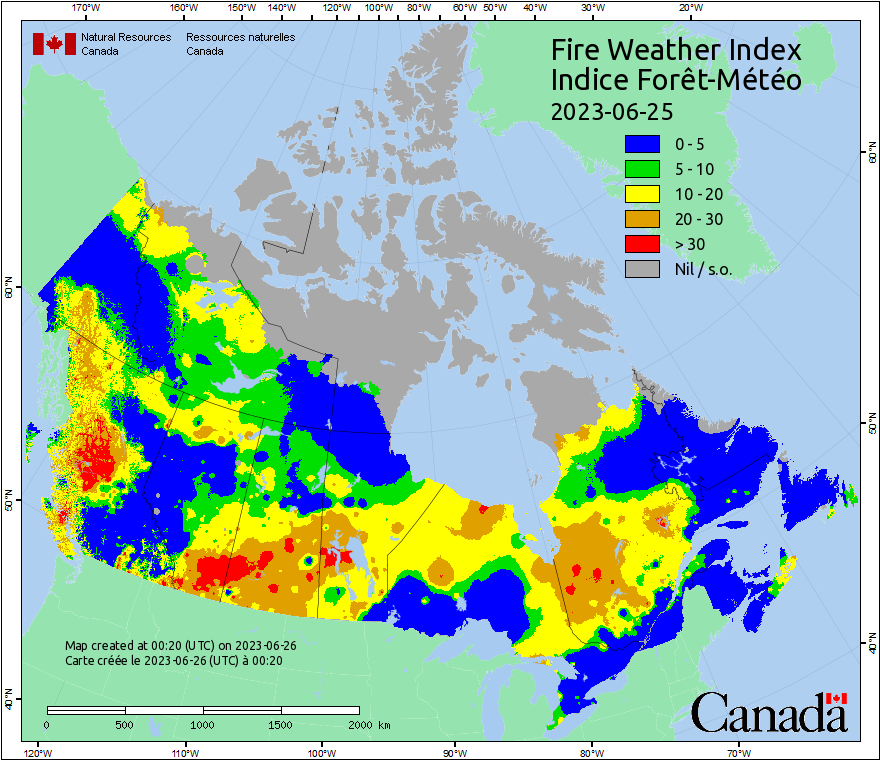 170°W 160°W 150°W 140°W 120°W 100°W 80°W 60°W 50°W 40°W 30°W 20°W
Natural Resources Canada
Ressources naturelles Canada
Fire Weather Index
Indice Forêt-Météo
2023-06-25
0 - 5
5 - 10
10 - 20
20 - 30
> 30
Nil / s.o.
60°N
50°N
40°N
60°N
50°N
40°N
Map created at 00:20 (UTC) on 2023-06-26
Carte créée le 2023-06-26 (UTC) à 00:20
0 500 1000 1500 2000 km
Canada
120°W 110°W 100°W 90°W 80°W 70°W